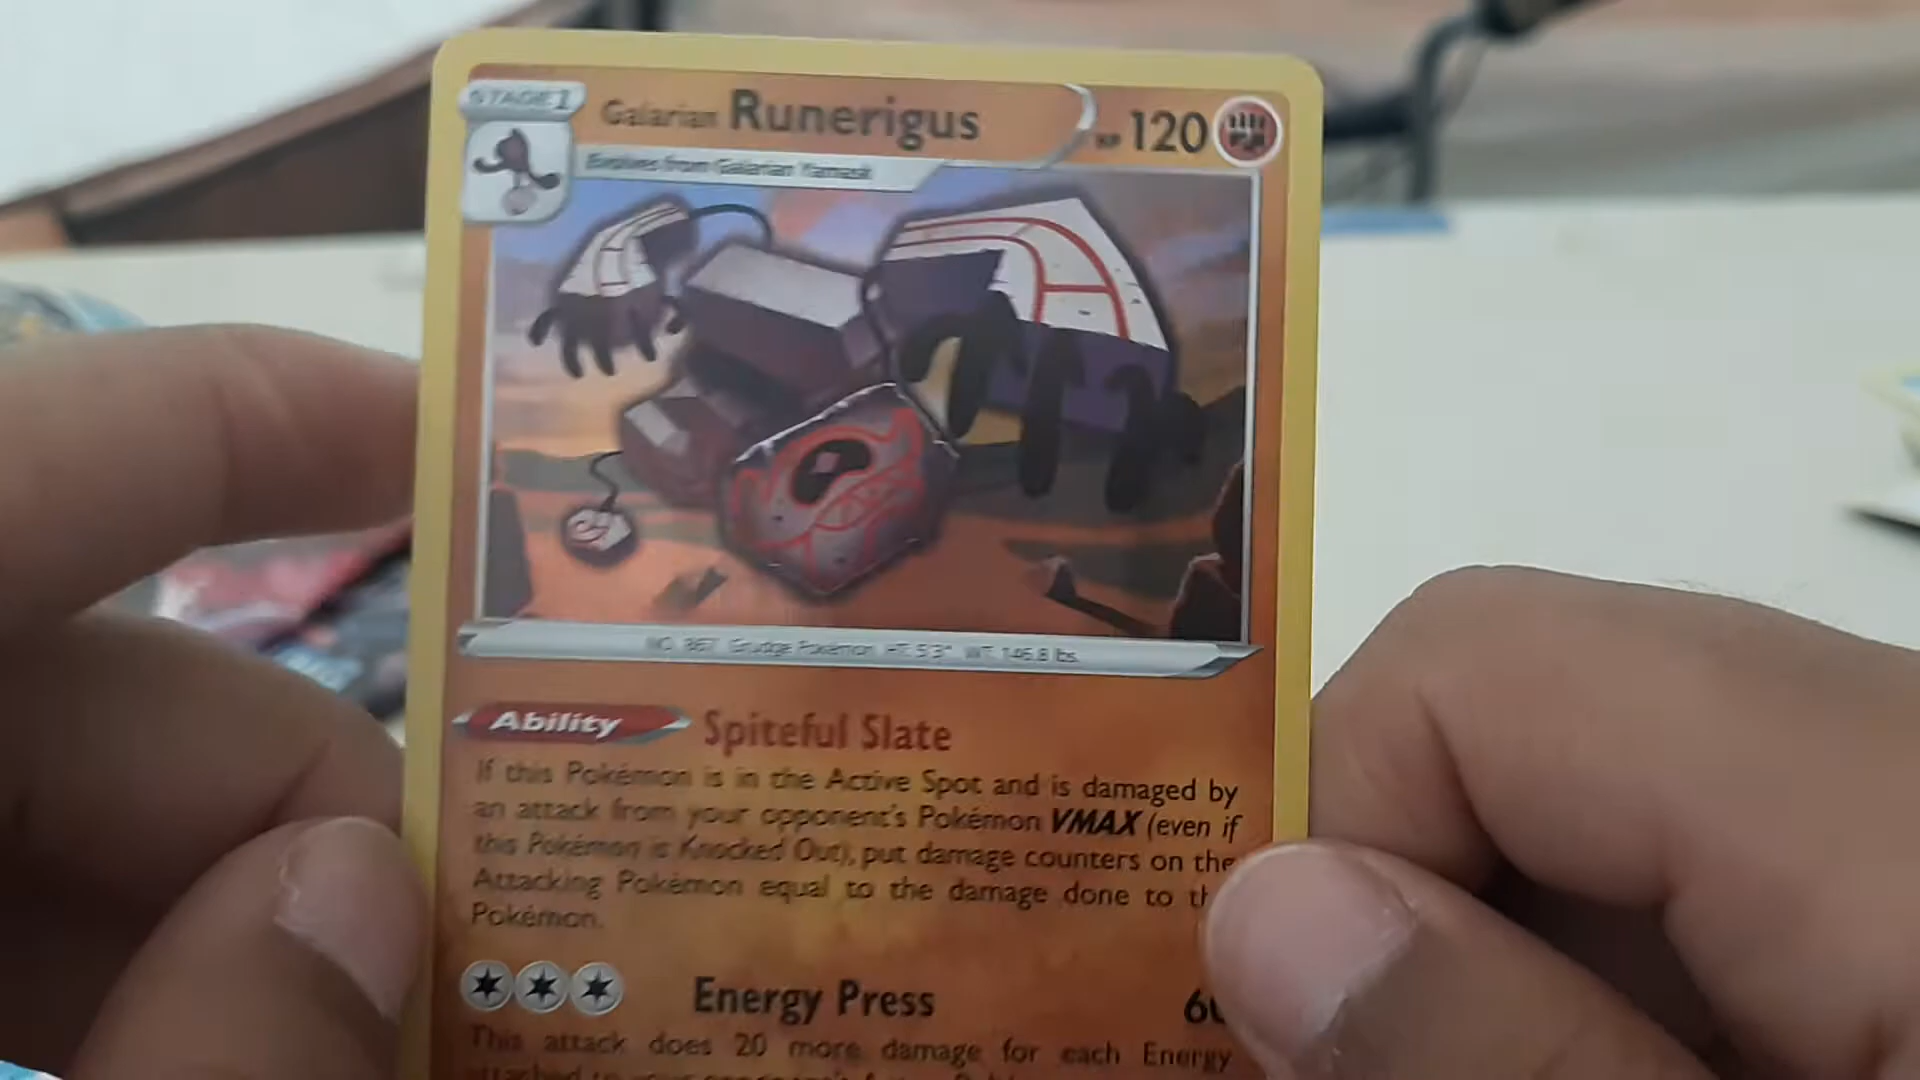 STAGE 1
Galarian Runerigus HP 120
Evolves from Galarian Yamask
NO. 867 Grudge Pokémon HT: 5'3" WT: 146.8 lbs.
Ability Spiteful Slate
If this Pokémon is in the Active Spot and is damaged by
an attack from your opponent's Pokémon VMAX (even if
this Pokémon is Knocked Out), put damage counters on the
Attacking Pokémon equal to the damage done to
Pokémon.
Energy Press
This attack does 20 more damage for each Energy